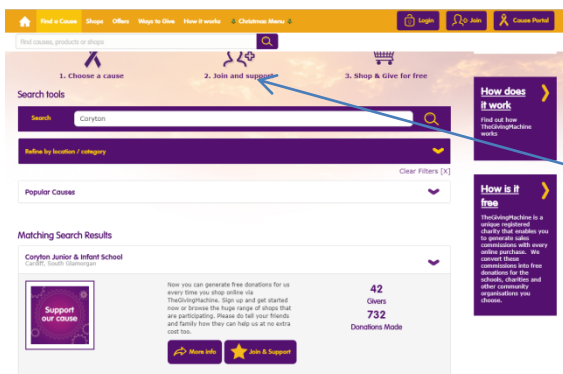 Find a Cause Shops Offers Ways to Give How it works Christmas Menu Login Join Cause Portal
Find causes, products or shops
1. Choose a cause 2. Join and support 3. Shop & Give for free
Search tools
Search Coryton
Refine by location / category
Clear Filters [X]
Popular Causes
Matching Search Results
Coryton Junior & Infant School
Cardiff, South Glamorgan
Support
our cause
Now you can generate free donations for us
every time you shop online via
TheGivingMachine. Sign up and get started
now or browse the huge range of shops that
are participating. Please do tell your friends
and family how they can help us at no extra
cost too.
More info Join & Support
42
Givers
732
Donations Made
How does
it work
Find out how
TheGivingMachine
works
How is it
free
TheGivingMachine is a
unique registered
charity that enables you
to generate sales
commissions with every
online purchase. We
convert these
commissions into free
donations for the
schools, charities and
other community
organisations you
choose.